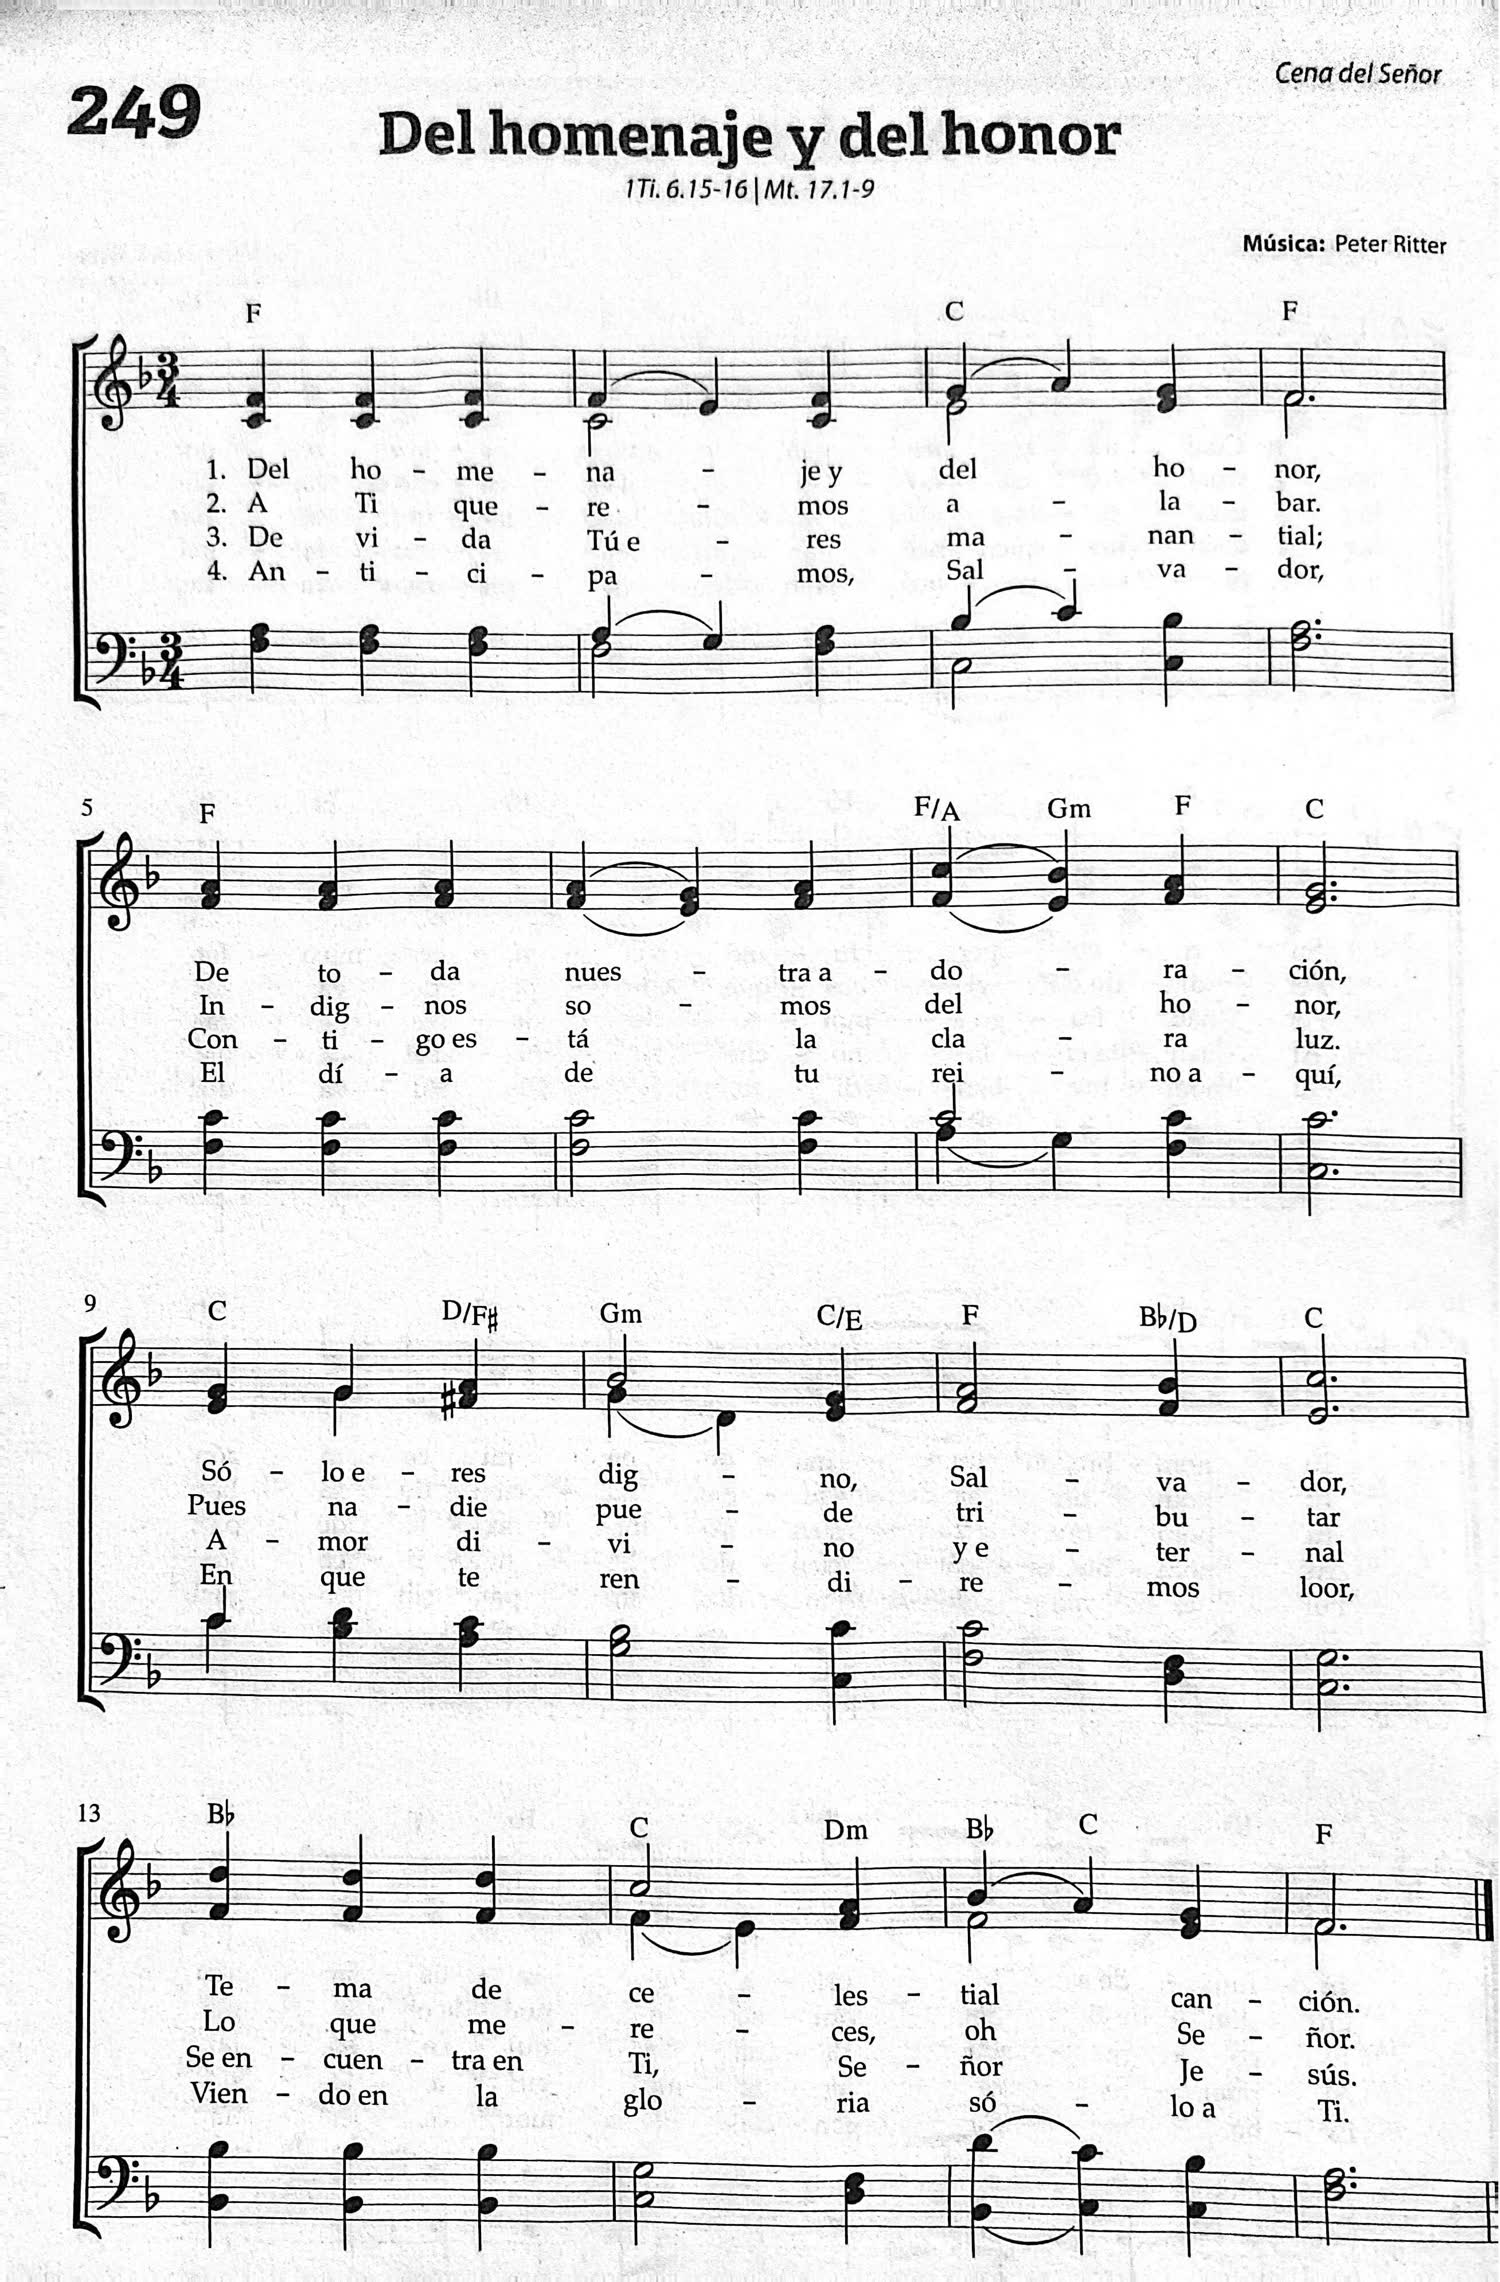 Cena del Señor
249
Del homenaje y del honor
1Ti. 6.15-16 | Mt. 17.1-9
Música: Peter Ritter
F C F
3 4
1. Del ho – me – na – je y del ho – nor,
2. A Ti que – re – mos a – la – bar.
3. De vi – da Tú e – res ma – nan – tial;
4. An – ti – ci – pa – mos, Sal – va – dor,
3 4
5 F F/A Gm F C
De to – da nues – tra a – do – ra – ción,
In – dig – nos so – mos del ho – nor,
Con – ti – go es – tá la cla – ra luz.
El dí – a de tu rei – no a – quí,
9 C D/F♯ Gm C/E F B♭/D C
Só – lo e – res dig – no, Sal – va – dor,
Pues na – die pue – de tri – bu – tar
A – mor di – vi – no y e – ter – nal
En que te ren – di – re – mos loor,
13 B♭ C Dm B♭ C F
Te – ma de ce – les – tial can – ción.
Lo que me – re – ces, oh Se – ñor.
Se en – cuen – tra en Ti, Se – ñor Je – sús.
Vien – do en la glo – ria só – lo a Ti.